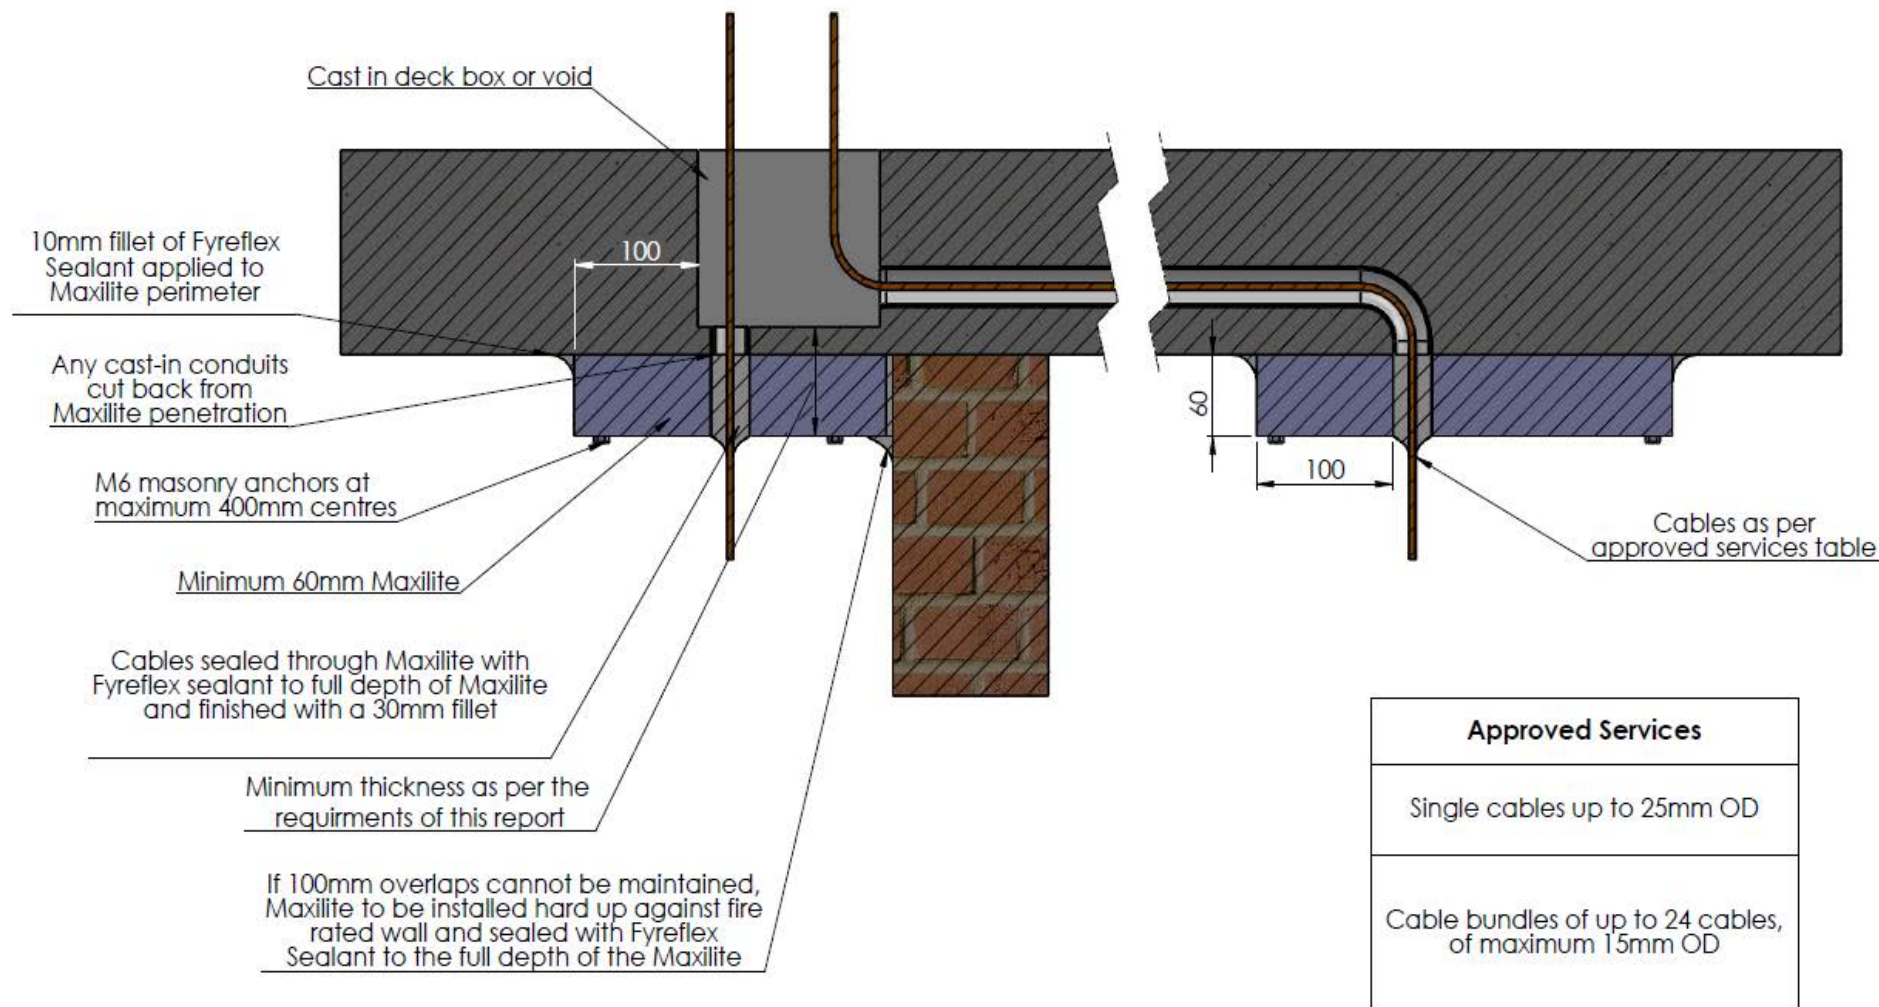 Cast in deck box or void
10mm fillet of Fyreflex
Sealant applied to
Maxilite perimeter
100
Any cast-in conduits
cut back from
Maxilite penetration
60
M6 masonry anchors at
maximum 400mm centres
100
Cables as per
approved services table
Minimum 60mm Maxilite
Cables sealed through Maxilite with
Fyreflex sealant to full depth of Maxilite
and finished with a 30mm fillet
Minimum thickness as per the
requirments of this report
If 100mm overlaps cannot be maintained,
Maxilite to be installed hard up against fire
rated wall and sealed with Fyreflex
Sealant to the full depth of the Maxilite
Approved Services
Single cables up to 25mm OD
Cable bundles of up to 24 cables,
of maximum 15mm OD